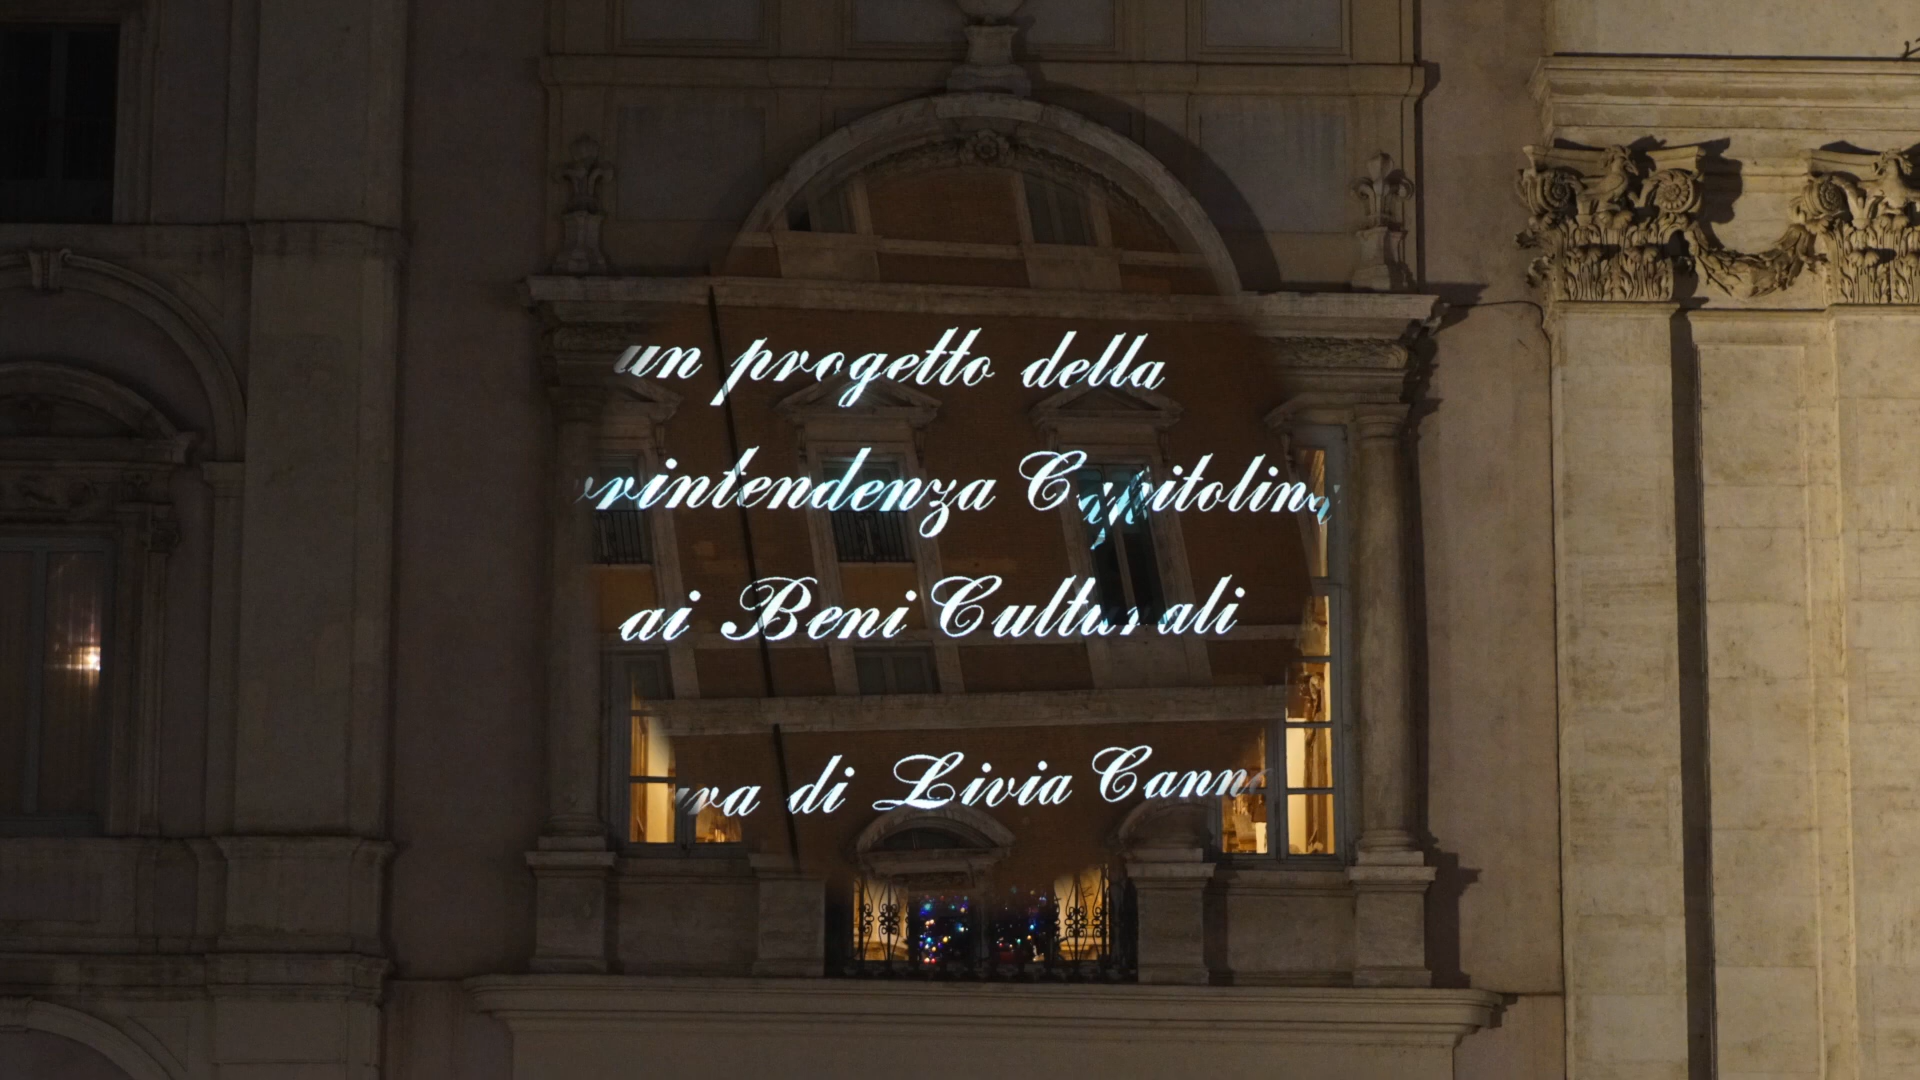 un progetto della
Capitolina
ai Beni Culturali
di Livia